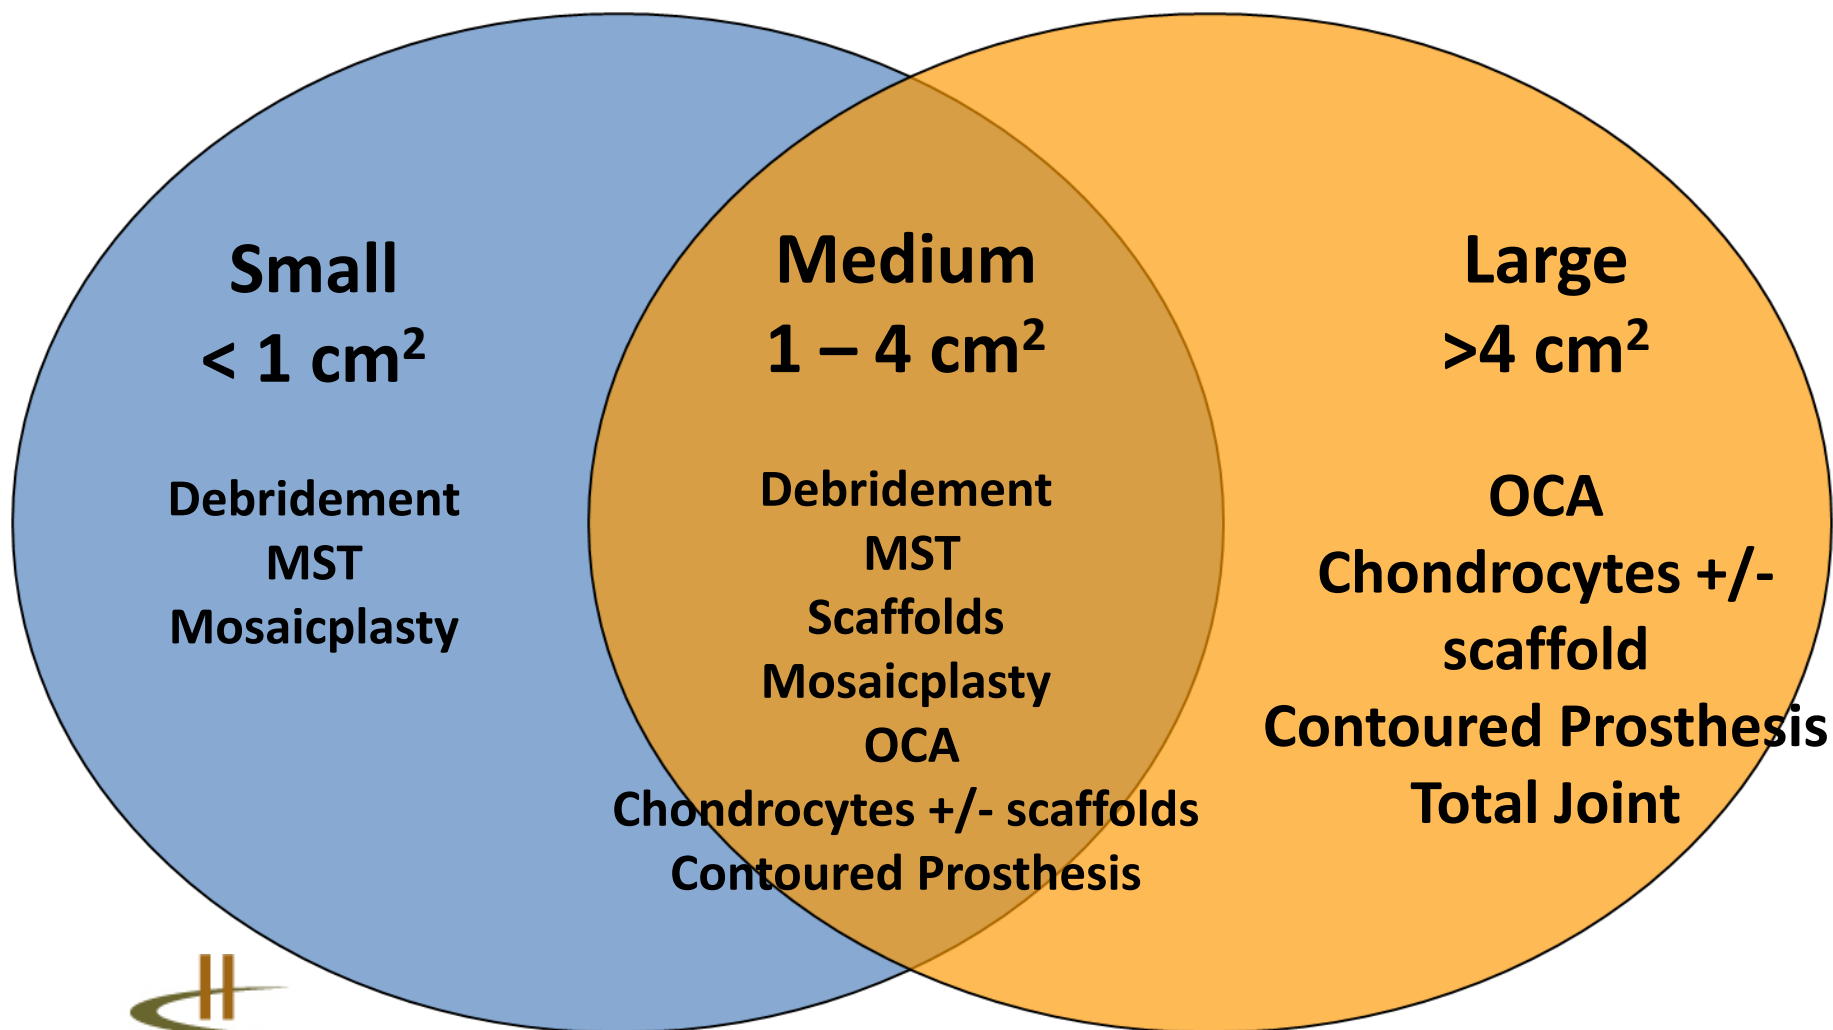 Small
< 1 cm²
Debridement
MST
Mosaicplasty
Medium
1 – 4 cm²
Debridement
MST
Scaffolds
Mosaicplasty
OCA
Chondrocytes +/- scaffolds
Contoured Prosthesis
Large
>4 cm²
OCA
Chondrocytes +/-
scaffold
Contoured Prosthesis
Total Joint